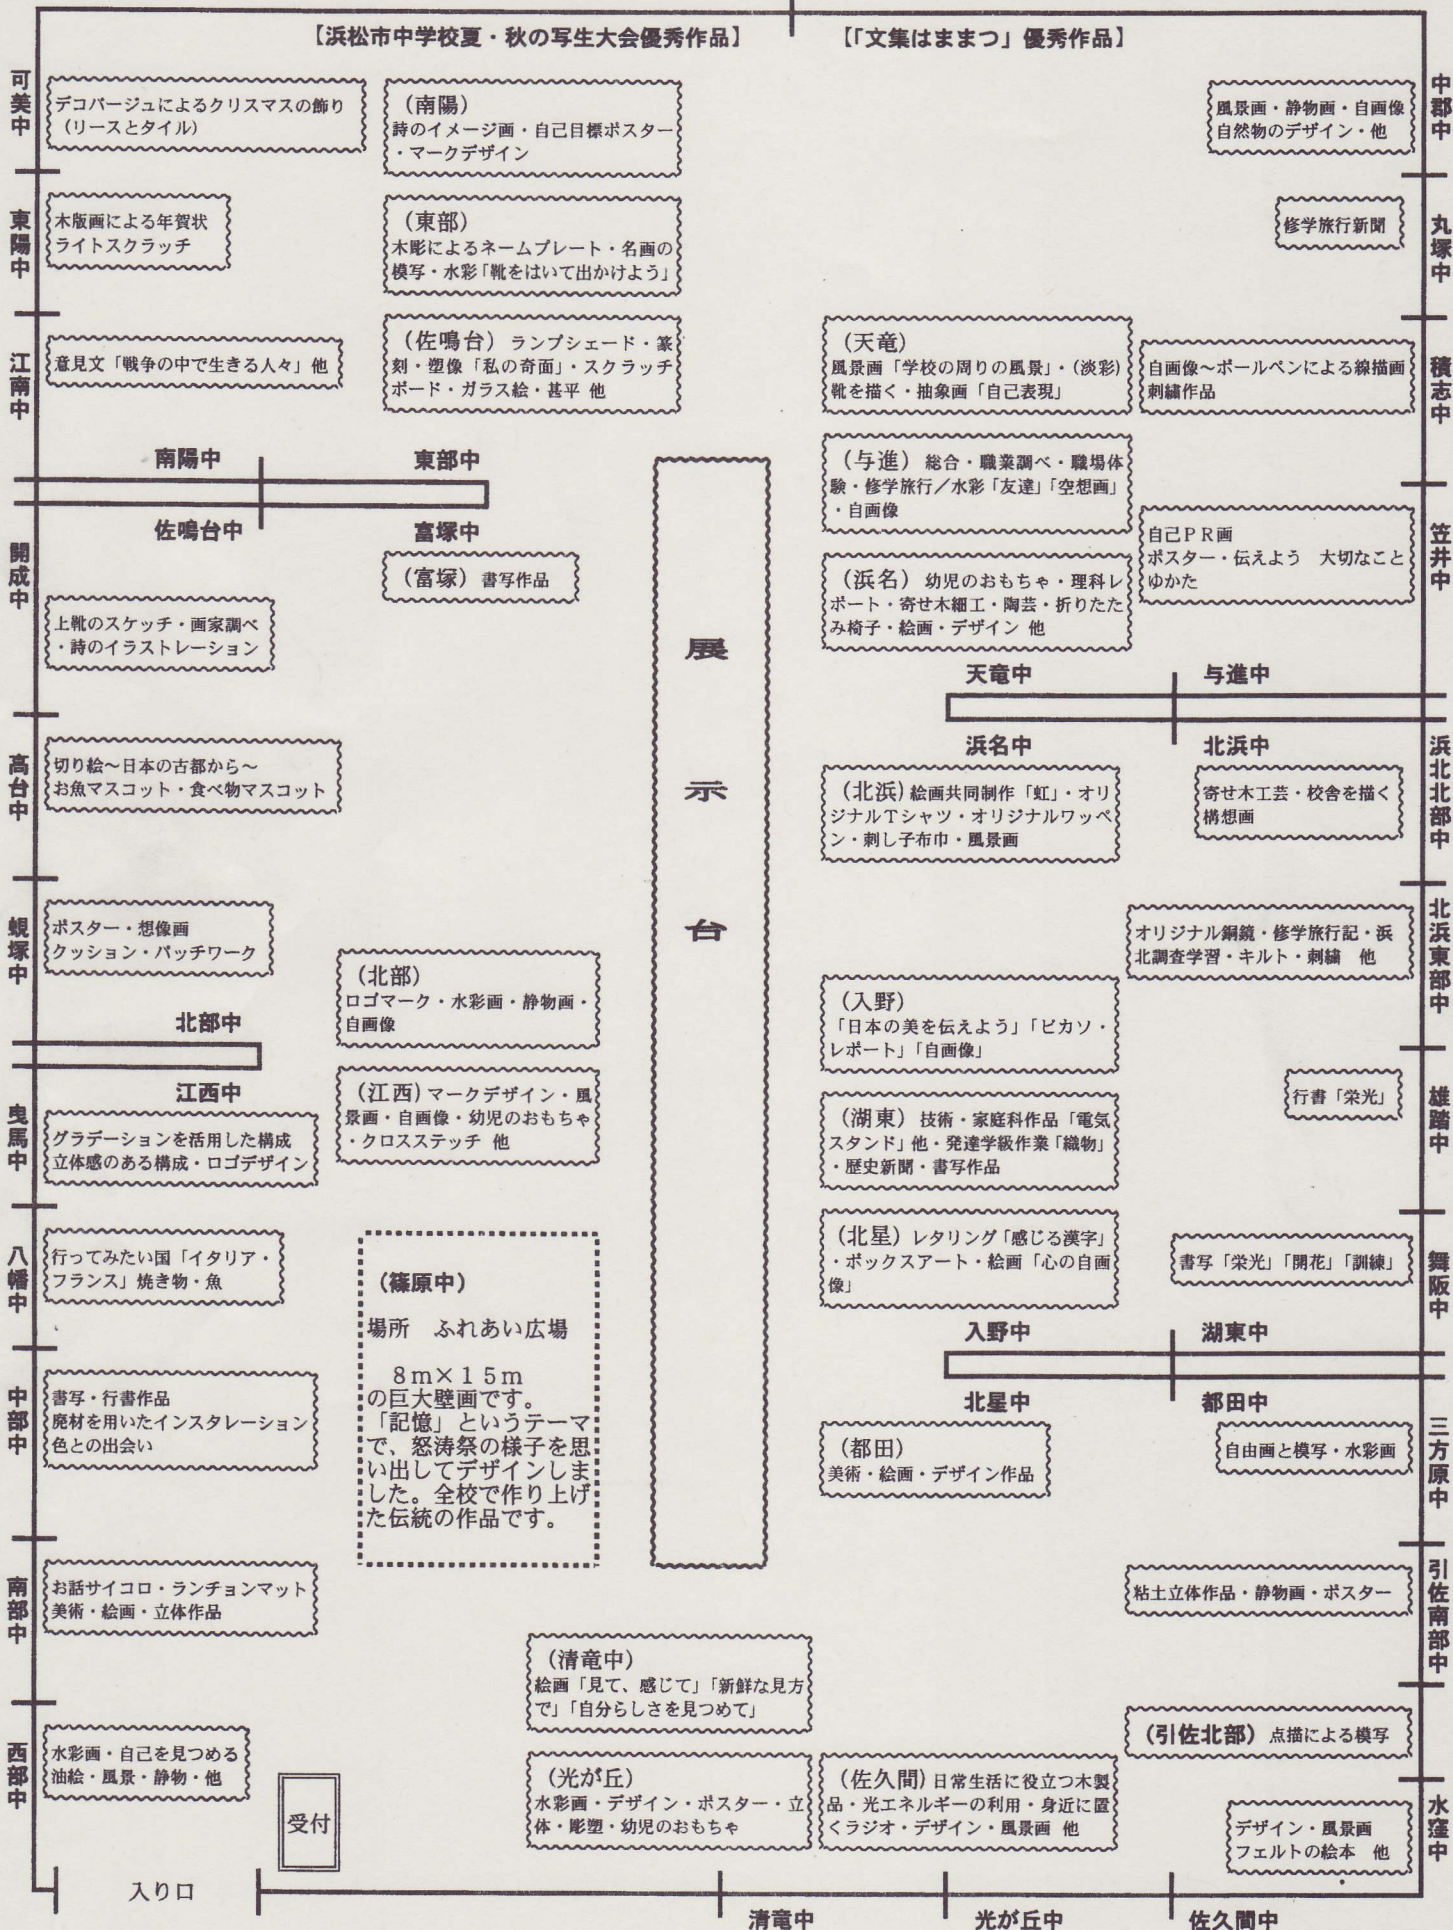 【浜松市中学校夏・秋の写生大会優秀作品】
【「文集はままつ」優秀作品】
可美中
デコパージュによるクリスマスの飾り
（リースとタイル）
（南陽）
詩のイメージ画・自己目標ポスター
・マークデザイン
東陽中
木版画による年賀状
ライトスクラッチ
（東部）
木彫によるネームプレート・名画の
模写・水彩「靴をはいて出かけよう」
江南中
意見文「戦争の中で生きる人々」他
（佐鳴台）ランプシェード・篆
刻・塑像「私の奇面」・スクラッチ
ボード・ガラス絵・甚平 他
南陽中
東部中
佐鳴台中
富塚中
（富塚）書写作品
開成中
上靴のスケッチ・画家調べ
・詩のイラストレーション
高台中
切り絵～日本の古都から～
お魚マスコット・食べ物マスコット
蜆塚中
ポスター・想像画
クッション・パッチワーク
北部中
（北部）
ロゴマーク・水彩画・静物画・
自画像
江西中
（江西）マークデザイン・風
景画・自画像・幼児のおもちゃ
・クロスステッチ 他
曳馬中
グラデーションを活用した構成
立体感のある構成・ロゴデザイン
八幡中
行ってみたい国「イタリア・
フランス」焼き物・魚
（篠原中）
場所　ふれあい広場
８ｍ×１５ｍ
の巨大壁画です。
「記憶」というテーマ
で、怒涛祭の様子を思
い出してデザインしま
した。全校で作り上げ
た伝統の作品です。
中部中
書写・行書作品
廃材を用いたインスタレーション
色との出会い
南部中
お話サイコロ・ランチョンマット
美術・絵画・立体作品
西部中
水彩画・自己を見つめる
油絵・風景・静物・他
受付
入り口
展示台
中郡中
風景画・静物画・自画像
自然物のデザイン・他
丸塚中
修学旅行新聞
積志中
（天竜）
風景画「学校の周りの風景」・（淡彩）
靴を描く・抽象画「自己表現」
自画像～ボールペンによる線描画
刺繍作品
（与進）総合・職業調べ・職場体
験・修学旅行／水彩「友達」「空想画」
・自画像
笠井中
自己ＰＲ画
ポスター・伝えよう　大切なこと
ゆかた
（浜名）幼児のおもちゃ・理科レ
ポート・寄せ木細工・陶芸・折りたた
み椅子・絵画・デザイン 他
天竜中
与進中
浜名中
北浜中
浜北北部中
（北浜）絵画共同制作「虹」・オリ
ジナルＴシャツ・オリジナルワッペ
ン・刺し子布巾・風景画
寄せ木工芸・校舎を描く
構想画
北浜東部中
オリジナル銅鏡・修学旅行記・浜
北調査学習・キルト・刺繍　他
（入野）
「日本の美を伝えよう」「ピカソ・
レポート」「自画像」
雄踏中
行書「栄光」
（湖東）技術・家庭科作品「電気
スタンド」他・発達学級作業「織物」
・歴史新聞・書写作品
舞阪中
（北星）レタリング「感じる漢字」
・ボックスアート・絵画「心の自画
像」
書写「栄光」「開花」「訓練」
入野中
湖東中
北星中
都田中
三方原中
（都田）
美術・絵画・デザイン作品
自由画と模写・水彩画
引佐南部中
粘土立体作品・静物画・ポスター
（清竜中）
絵画「見て、感じて」「新鮮な見方
で」「自分らしさを見つめて」
（引佐北部）点描による模写
（光が丘）
水彩画・デザイン・ポスター・立
体・彫塑・幼児のおもちゃ
（佐久間）日常生活に役立つ木製
品・光エネルギーの利用・身近に置
くラジオ・デザイン・風景画 他
水窪中
デザイン・風景画
フェルトの絵本　他
清竜中
光が丘中
佐久間中